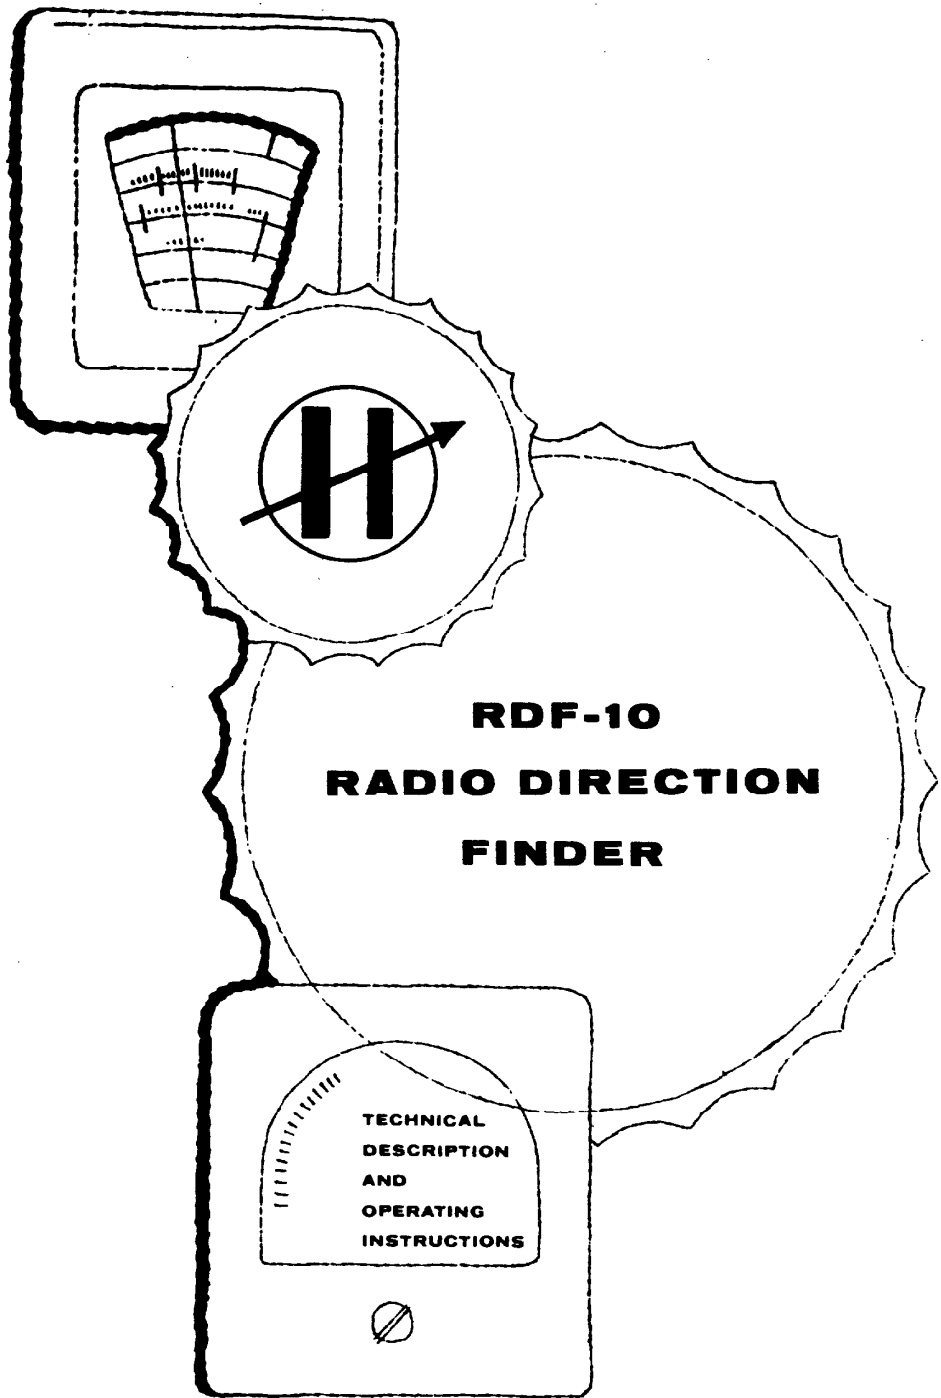 RDF-10
RADIO DIRECTION
FINDER
TECHNICAL
DESCRIPTION
AND
OPERATING
INSTRUCTIONS